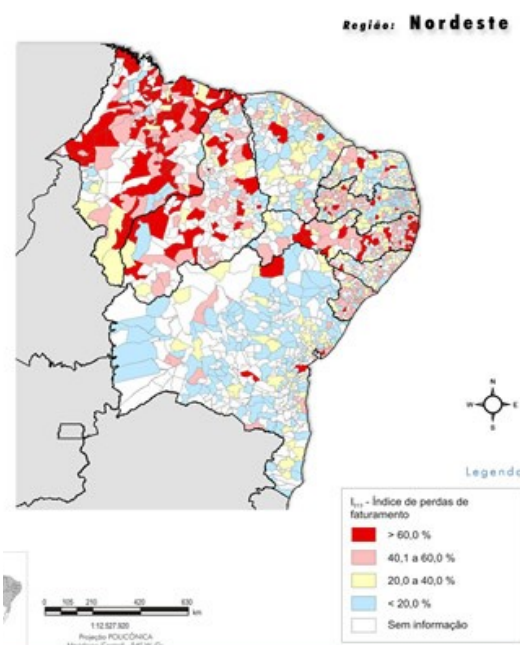 Região: Nordeste
N
W E
S
Legenda
- Índice de perdas de
faturamento
> 60,0 %
40,1 a 60,0 %
20,0 a 40,0 %
< 20,0 %
Sem informação
0 105 210 420 630
km
1:12.527.920
Projeção POLICÔNICA